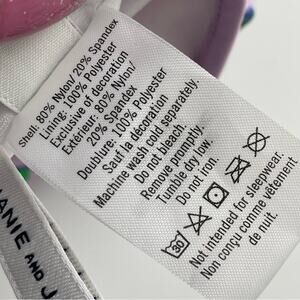 Shell: 80% Nylon/ 20% Spandex
Lining: 100% Polyester
Exclusive of decoration
Extérieur: 80% Nylon/
20% Spandex
Doublure: 100% Polyester
Sauf la décoration
Machine wash cold separately.
Do not bleach.
Remove promptly.
Tumble dry low.
Do not iron.
30
Not intended for sleepwear.
Non conçu comme vêtement
de nuit.
ANIE AND J